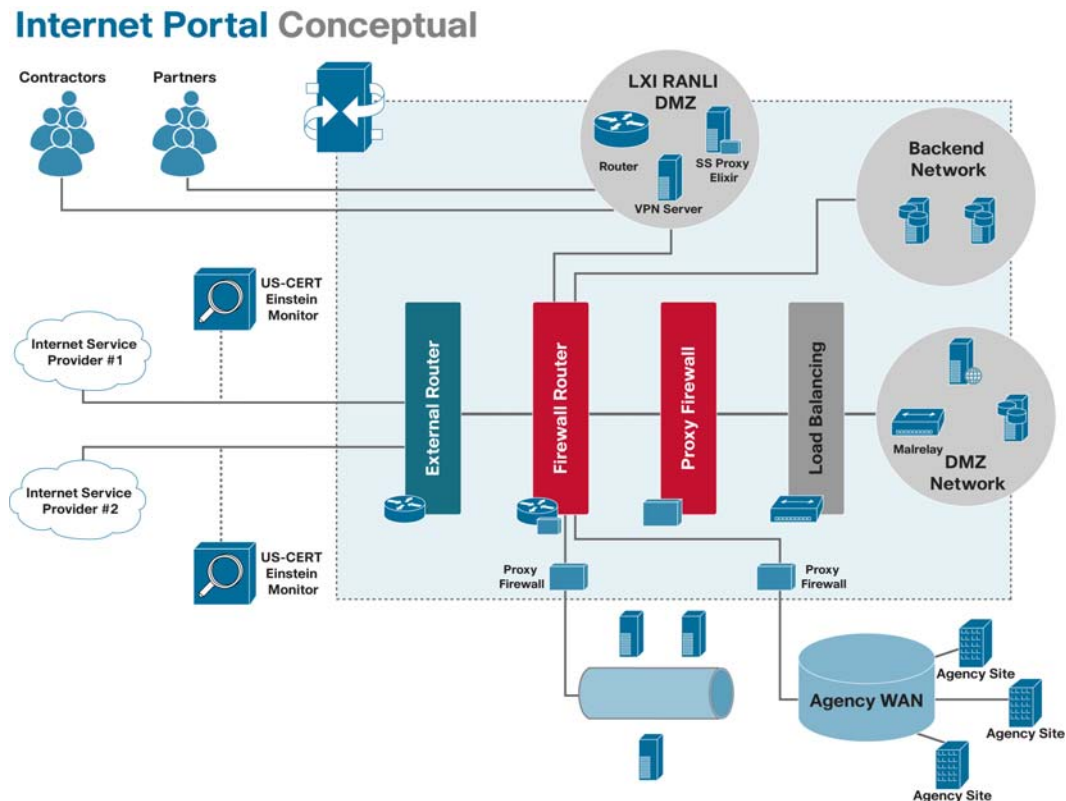 Internet Portal Conceptual
Contractors
Partners
LXI RANLI
DMZ
Router
SS Proxy
Elixir
VPN Server
Backend
Network
US-CERT
Einstein
Monitor
Internet Service
Provider #1
External Router
Firewall Router
Proxy Firewall
Load Balancing
Malrelay
DMZ
Network
Internet Service
Provider #2
US-CERT
Einstein
Monitor
Proxy
Firewall
Proxy
Firewall
Agency WAN
Agency Site
Agency Site
Agency Site